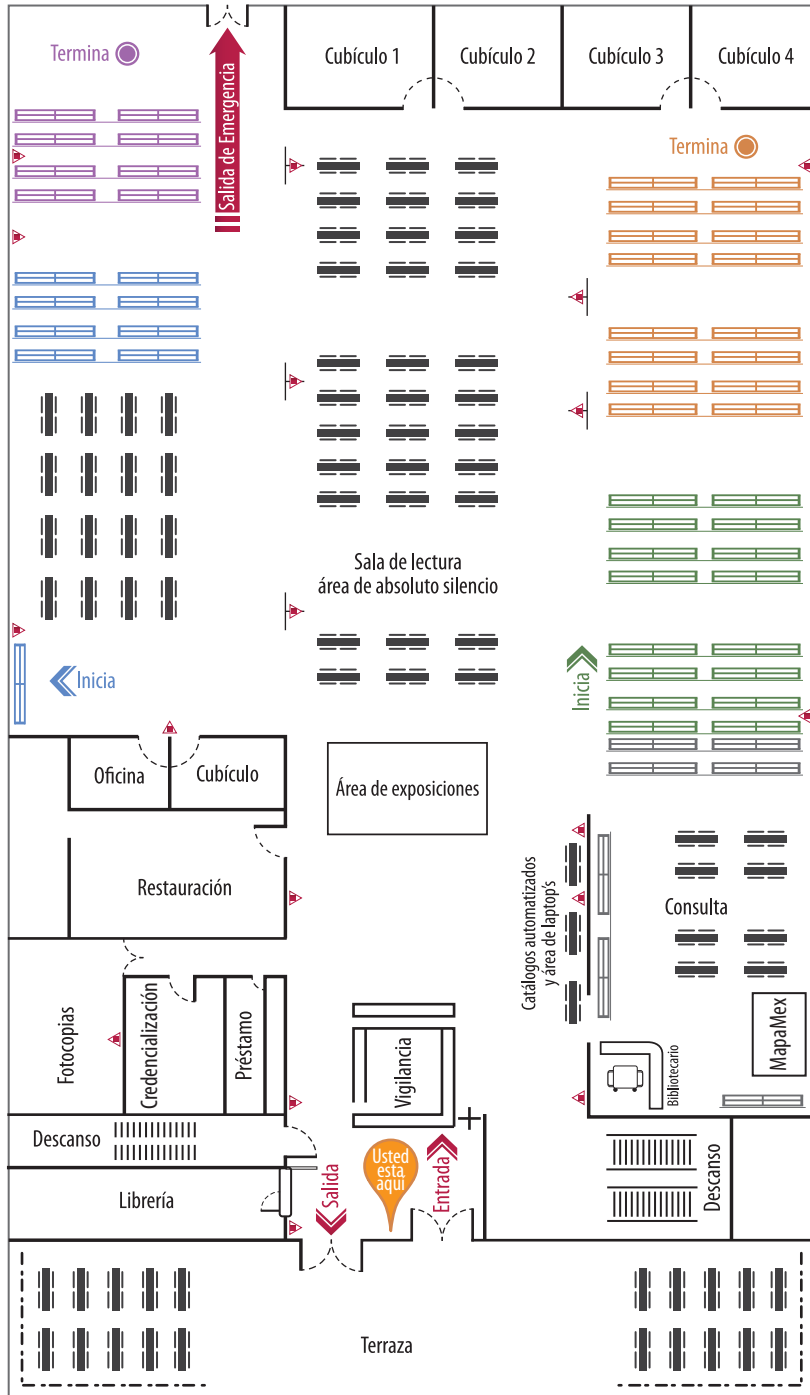 Termina
Salida de Emergencia
Cubículo 1
Cubículo 2
Cubículo 3
Cubículo 4
Termina
Sala de lectura
área de absoluto silencio
Inicia
Inicia
Oficina
Cubículo
Área de exposiciones
Restauración
Catálogos automatizados
y área de laptop's
Consulta
Fotocopias
Credencialización
Préstamo
Vigilancia
Bibliotecario
MapaMex
Descanso
Librería
Salida
Usted
esta
aquí
Entrada
Descanso
Terraza